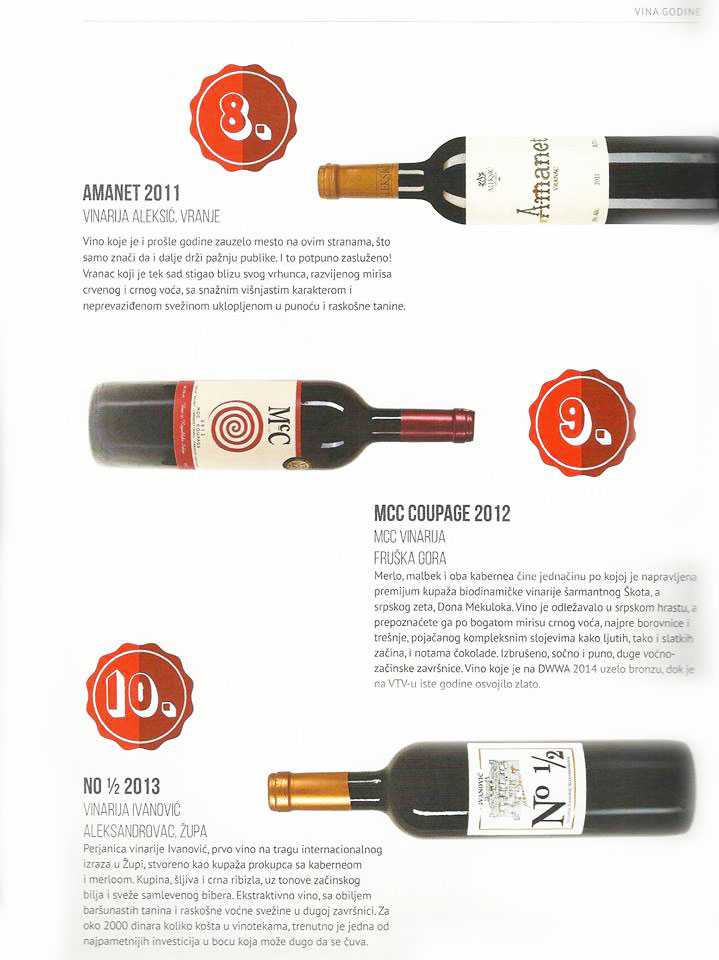 VINA GODINE
8.
AMANET 2011
VINARIJA ALEKSIĆ, VRANJE
Vino koje je i prošle godine zauzelo mesto na ovim stranama, što
samo znači da i dalje drži pažnju publike. I to potpuno zasluženo!
Vranac koji je tek sad stigao blizu svog vrhunca, razvijenog mirisa
crvenog i crnog voća, sa snažnim višnjastim karakterom i
neprevaziđenom svežinom uklopljenom u punoću i raskošne tanine.
ALEKSIĆ
ALEKSIĆ
Amanet
VRANAC
2011
McC
2012
MCC
COUPAGE
9.
MCC COUPAGE 2012
MCC VINARIJA
FRUŠKA GORA
Merlo, malbek i oba kabernea čine jednačinu po kojoj je napravljena
premijum kupaža biodinamičke vinarije šarmantnog Škota, a
srpskog zeta, Dona Mekuloka. Vino je odležavalo u srpskom hrastu, a
prepoznaćete ga po bogatom mirisu crnog voća, najpre borovnice i
trešnje, pojačanog kompleksnim slojevima kako ljutih, tako i slatkih
začina, i notama čokolade. Izbrušeno, sočno i puno, duge voćno-
začinske završnice. Vino koje je na DWWA 2014 uzelo bronzu, dok je
na VTV-u iste godine osvojilo zlato.
10.
NO ½ 2013
VINARIJA IVANOVIĆ
ALEKSANDROVAC, ŽUPA
Perjanica vinarije Ivanović, prvo vino na tragu internacionalnog
izraza u Župi, stvoreno kao kupaža prokupca sa kaberneom
i merloom. Kupina, šljiva i crna ribizla, uz tonove začinskog
bilja i sveže samlevenog bibera. Ekstraktivno vino, sa obiljem
baršunastih tanina i raskošne voćne svežine u dugoj završnici. Za
oko 2000 dinara koliko košta u vinotekama, trenutno je jedna od
najpametnijih investicija u bocu koja može dugo da se čuva.
IVANOVIĆ
No ½